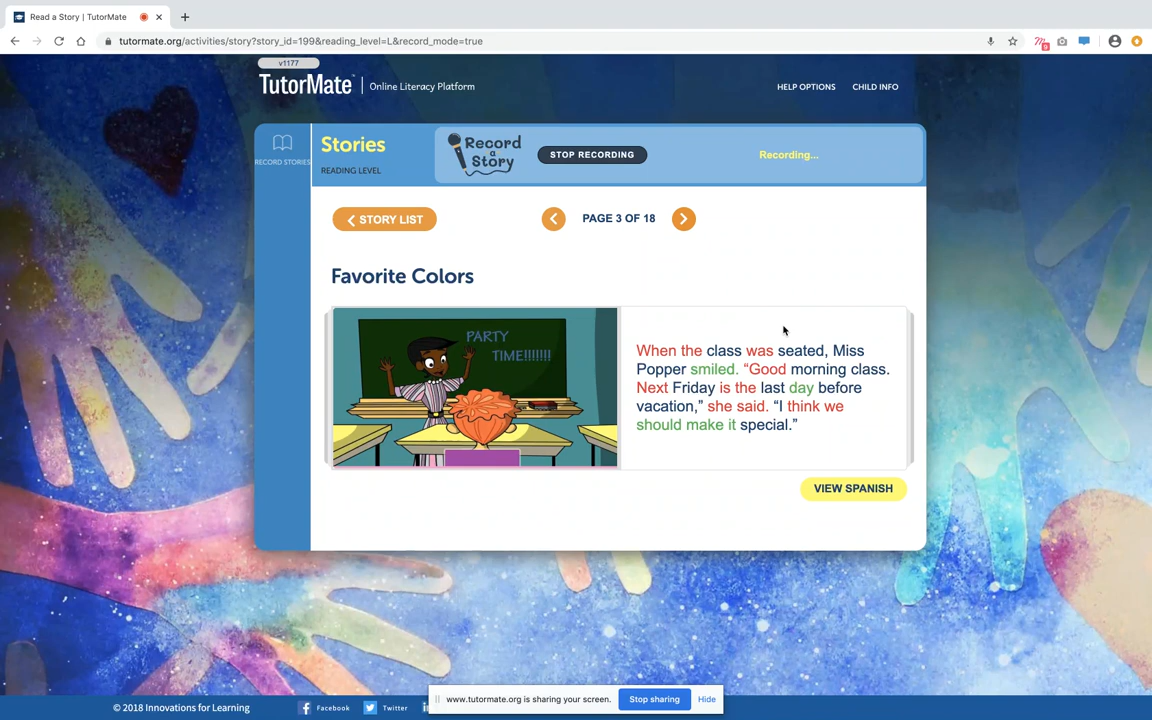 Read a Story | TutorMate
tutormate.org/activities/story?story_id=199&reading_level=L&record_mode=true
9
v1177
TutorMate
Online Literacy Platform
HELP OPTIONS
CHILD INFO
RECORD STORIES
Stories
READING LEVEL
Record
a
Story
STOP RECORDING
Recording...
STORY LIST
PAGE 3 OF 18
Favorite Colors
PARTY
TIME!!!!!!!
When the class was seated, Miss
Popper smiled. “Good morning class.
Next Friday is the last day before
vacation,” she said. “I think we
should make it special.”
VIEW SPANISH
© 2018 Innovations for Learning
Facebook
Twitter
www.tutormate.org is sharing your screen.
Stop sharing
Hide